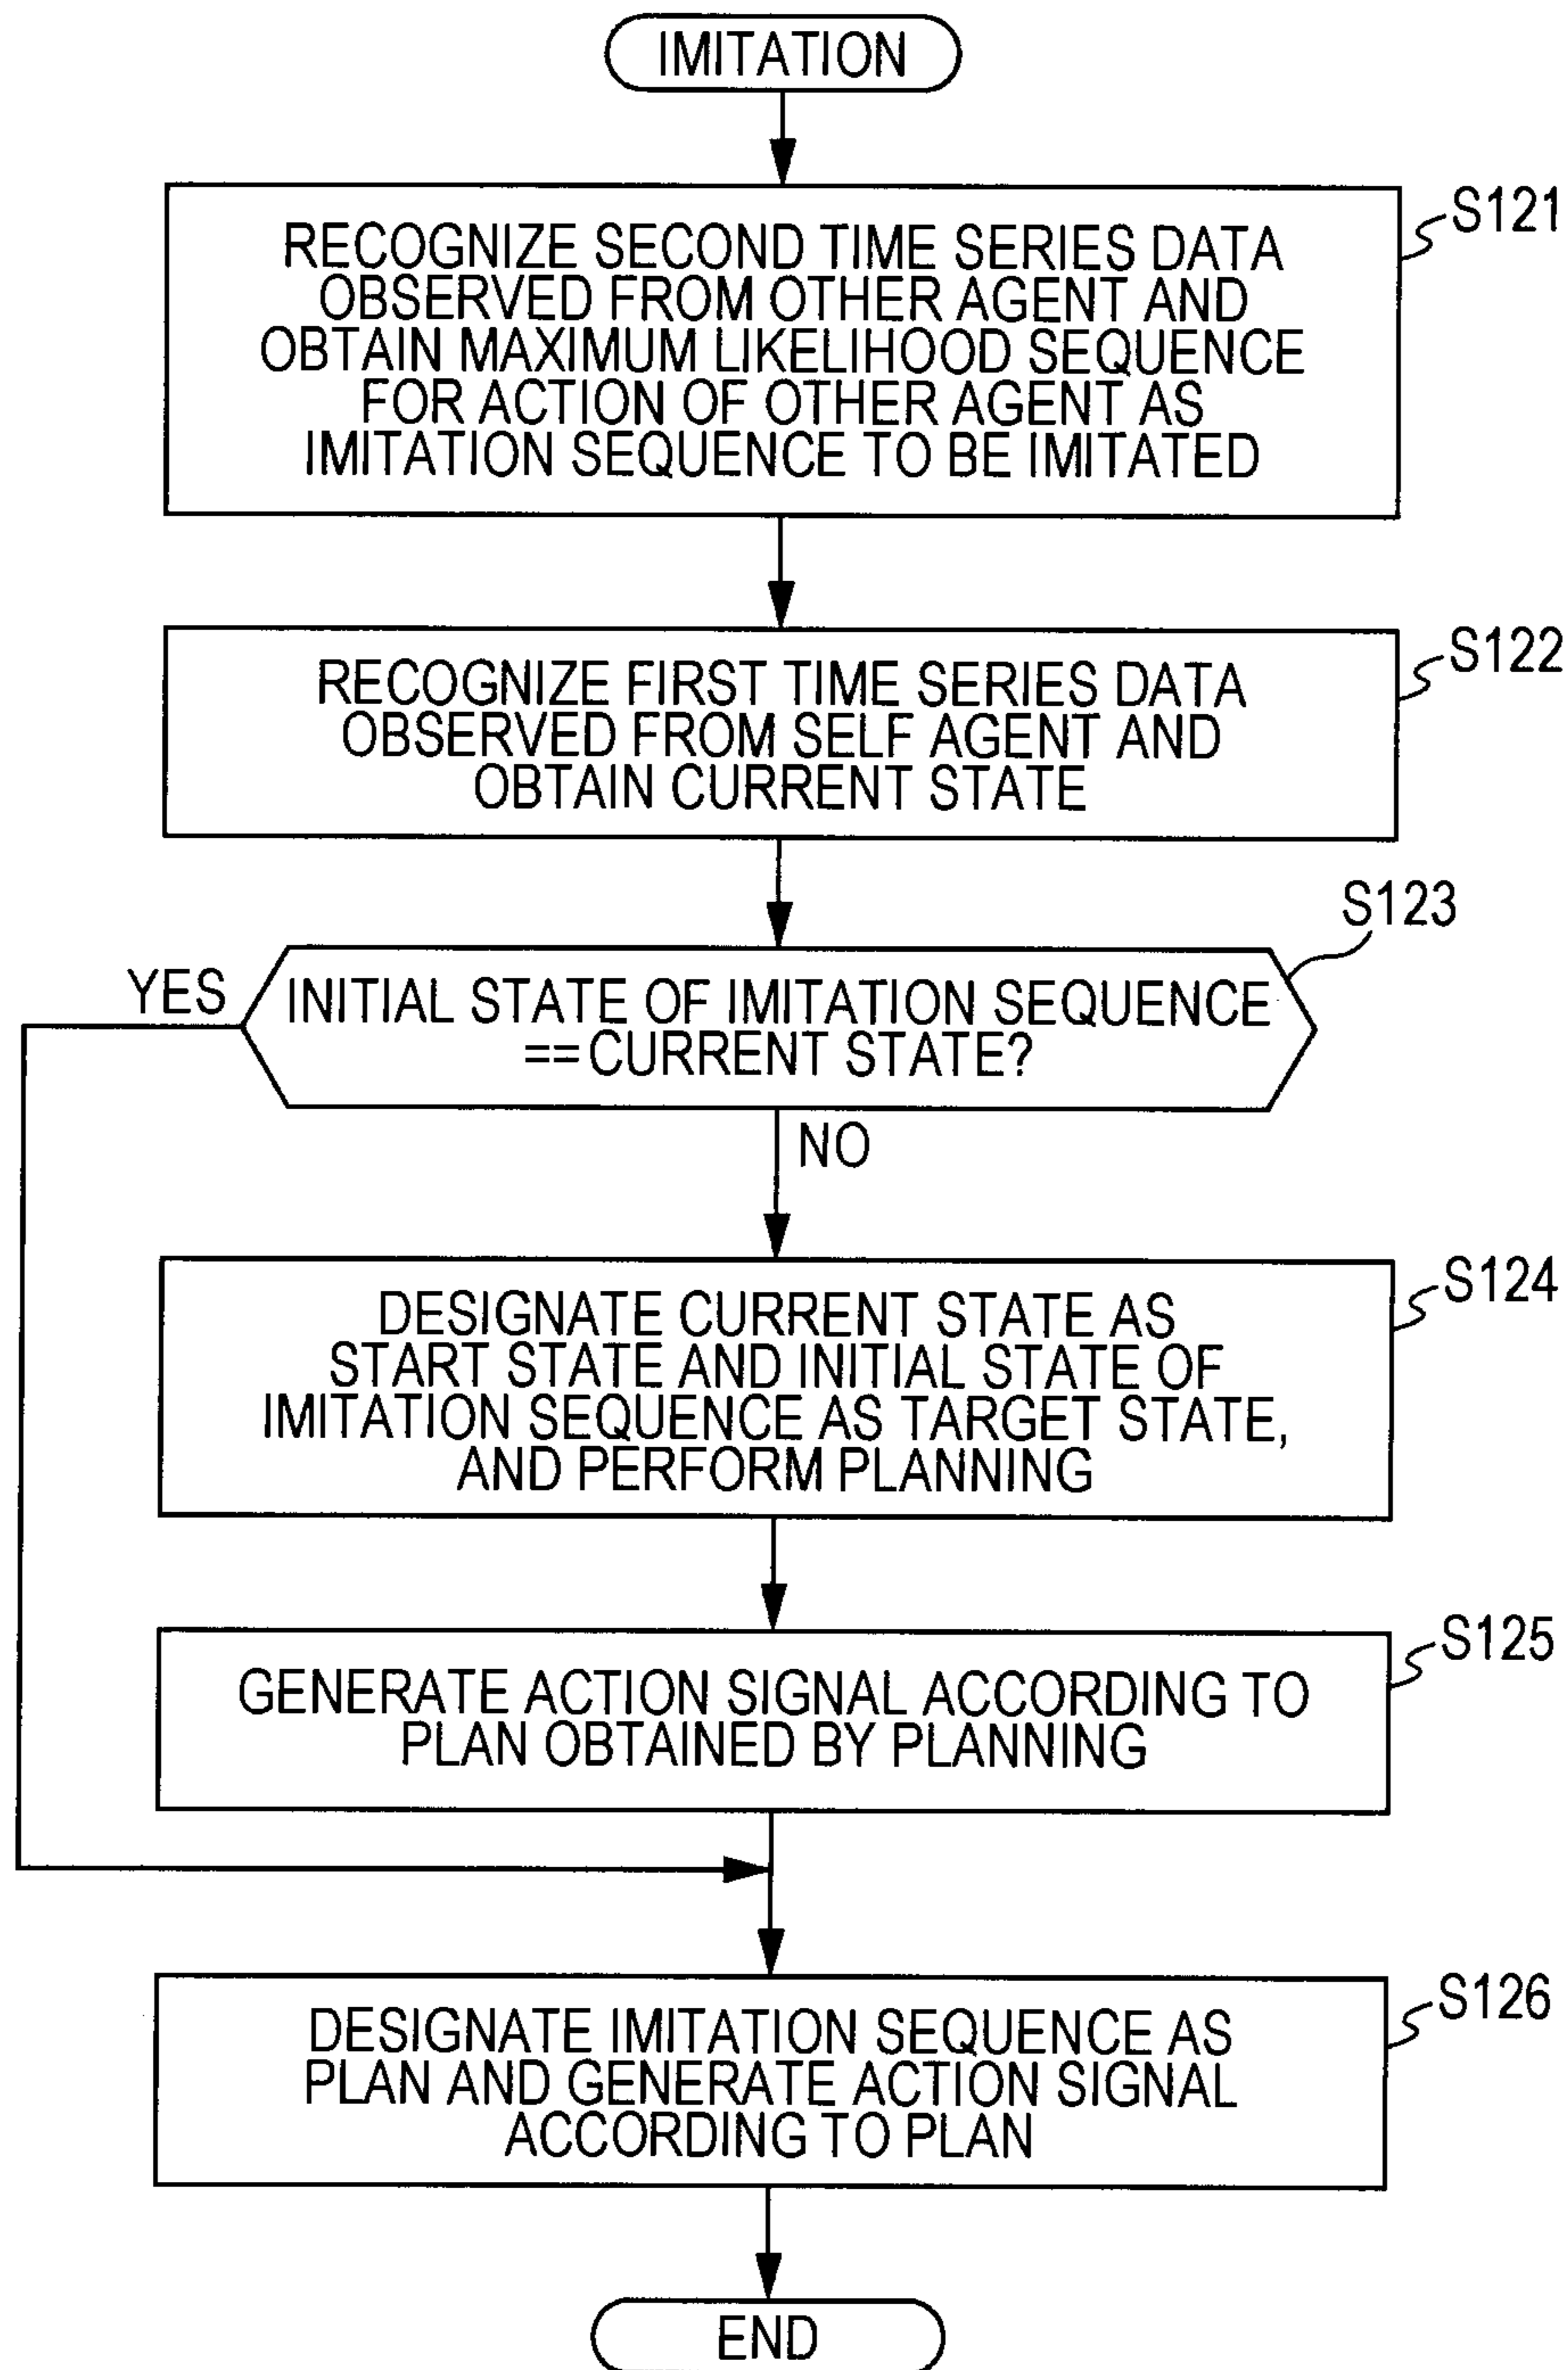 IMITATION
S121
RECOGNIZE SECOND TIME SERIES DATA
OBSERVED FROM OTHER AGENT AND
OBTAIN MAXIMUM LIKELIHOOD SEQUENCE
FOR ACTION OF OTHER AGENT AS
IMITATION SEQUENCE TO BE IMITATED
S122
RECOGNIZE FIRST TIME SERIES DATA
OBSERVED FROM SELF AGENT AND
OBTAIN CURRENT STATE
S123
YES
INITIAL STATE OF IMITATION SEQUENCE
==CURRENT STATE?
NO
S124
DESIGNATE CURRENT STATE AS
START STATE AND INITIAL STATE OF
IMITATION SEQUENCE AS TARGET STATE,
AND PERFORM PLANNING
S125
GENERATE ACTION SIGNAL ACCORDING TO
PLAN OBTAINED BY PLANNING
S126
DESIGNATE IMITATION SEQUENCE AS
PLAN AND GENERATE ACTION SIGNAL
ACCORDING TO PLAN
END